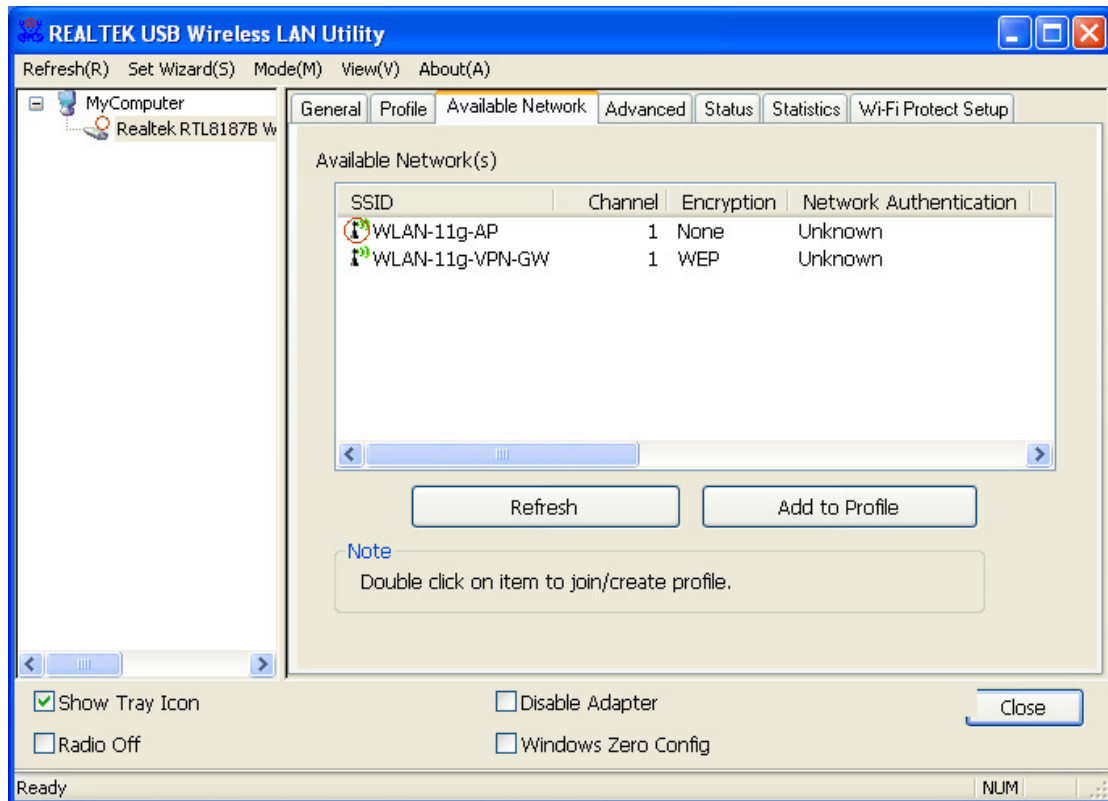 REALTEK USB Wireless LAN Utility
Refresh(R) Set Wizard(S) Mode(M) View(V) About(A)
MyComputer
Realtek RTL8187B W
General Profile Available Network Advanced Status Statistics Wi-Fi Protect Setup
Available Network(s)
SSID Channel Encryption Network Authentication
WLAN-11g-AP 1 None Unknown
WLAN-11g-VPN-GW 1 WEP Unknown
Refresh Add to Profile
Note
Double click on item to join/create profile.
Show Tray Icon Disable Adapter Close
Radio Off Windows Zero Config
Ready NUM